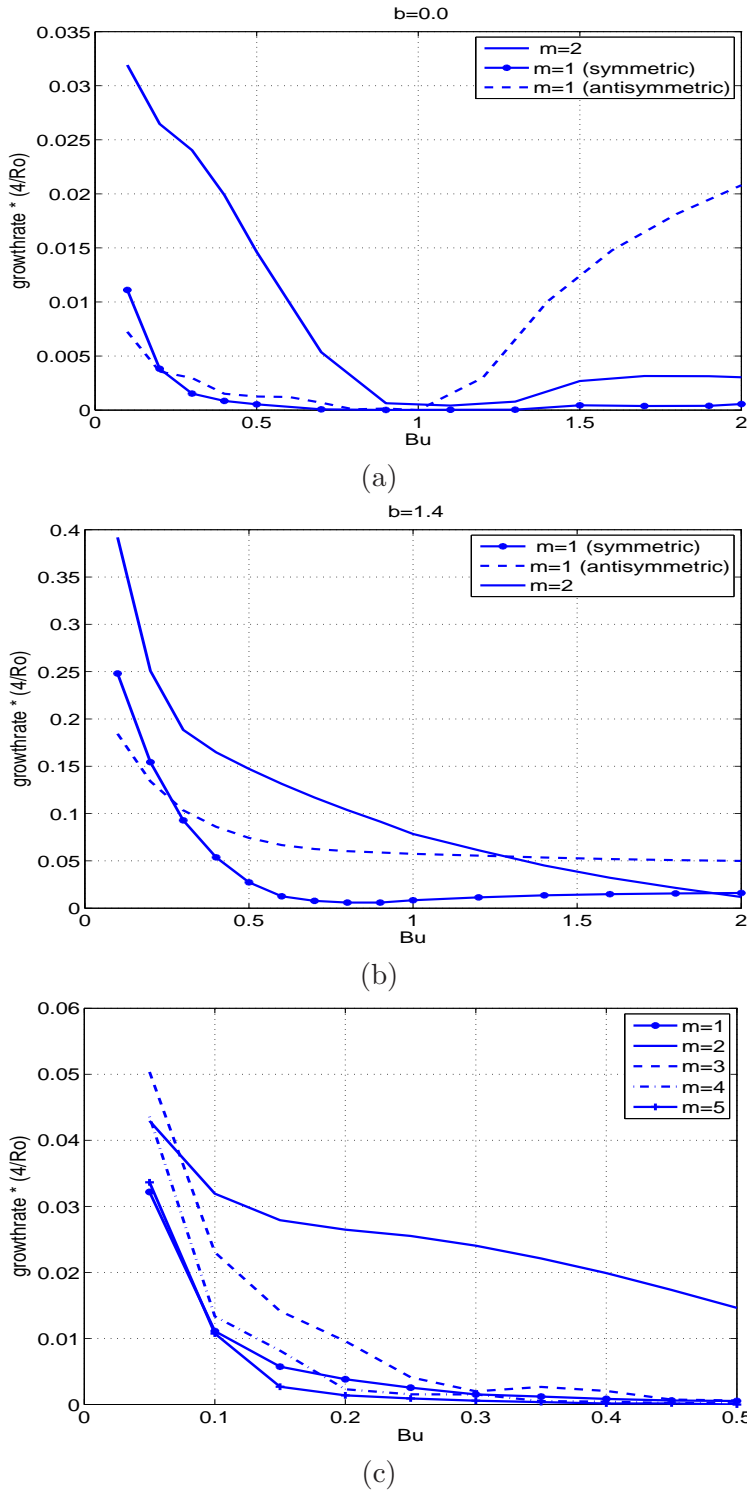 b=0.0
0.035
0.03
0.025
0.02
0.015
0.01
0.005
0
growthrate * (4/Ro)
m=2
m=1 (symmetric)
m=1 (antisymmetric)
0 0.5 1 1.5 2
Bu
(a)
b=1.4
0.4
0.35
0.3
0.25
0.2
0.15
0.1
0.05
0
growthrate * (4/Ro)
m=1 (symmetric)
m=1 (antisymmetric)
m=2
0 0.5 1 1.5 2
Bu
(b)
0.06
0.05
0.04
0.03
0.02
0.01
0
growthrate * (4/Ro)
m=1
m=2
m=3
m=4
m=5
0 0.1 0.2 0.3 0.4 0.5
Bu
(c)